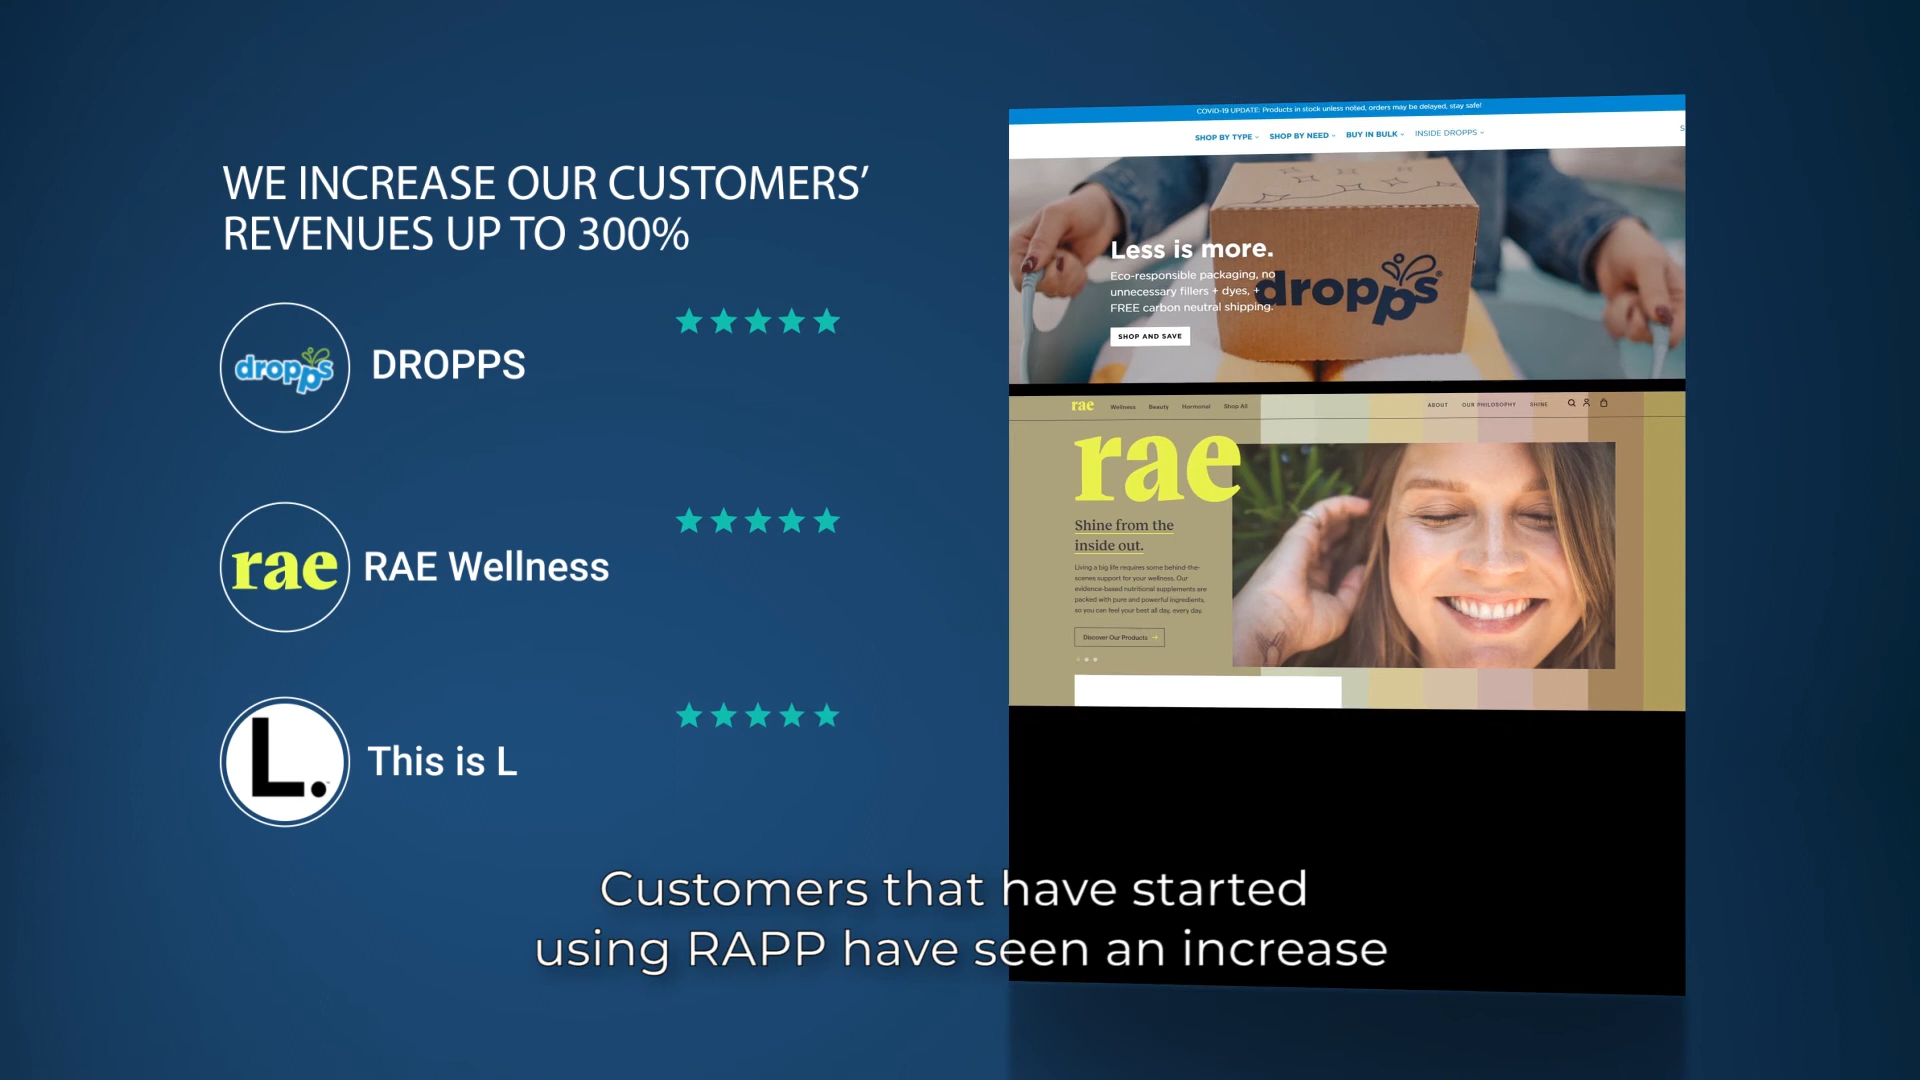 WE INCREASE OUR CUSTOMERS'
REVENUES UP TO 300%
dropps
DROPPS
rae
RAE Wellness
L.
This is L
COVID-19 UPDATE: Products in stock unless noted, orders may be delayed, stay safe!
SHOP BY TYPE SHOP BY NEED BUY IN BULK INSIDE DROPPS S
Less is more.
Eco-responsible packaging, no
unnecessary fillers + dyes, +
FREE carbon neutral shipping.
SHOP AND SAVE
dropps
rae Wellness Beauty Hormonal Shop All ABOUT OUR PHILOSOPHY SHINE
rae
Shine from the
inside out.
Living a big life requires some behind-the-
scenes support for your wellness. Our
evidence-based nutritional supplements are
packed with pure and powerful ingredients,
so you can feel your best all day, every day.
Discover Our Products →
Customers that have started
using RAPP have seen an increase